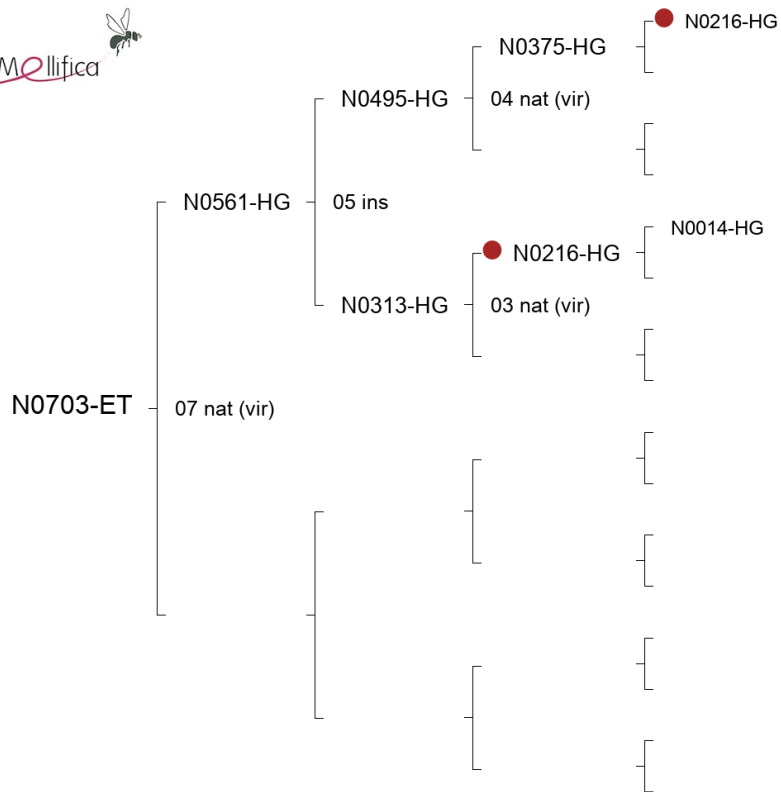 N0216-HG
Mellifica
N0375-HG
N0495-HG
04 nat (vir)
N0561-HG
05 ins
N0014-HG
N0216-HG
N0313-HG
03 nat (vir)
N0703-ET
07 nat (vir)